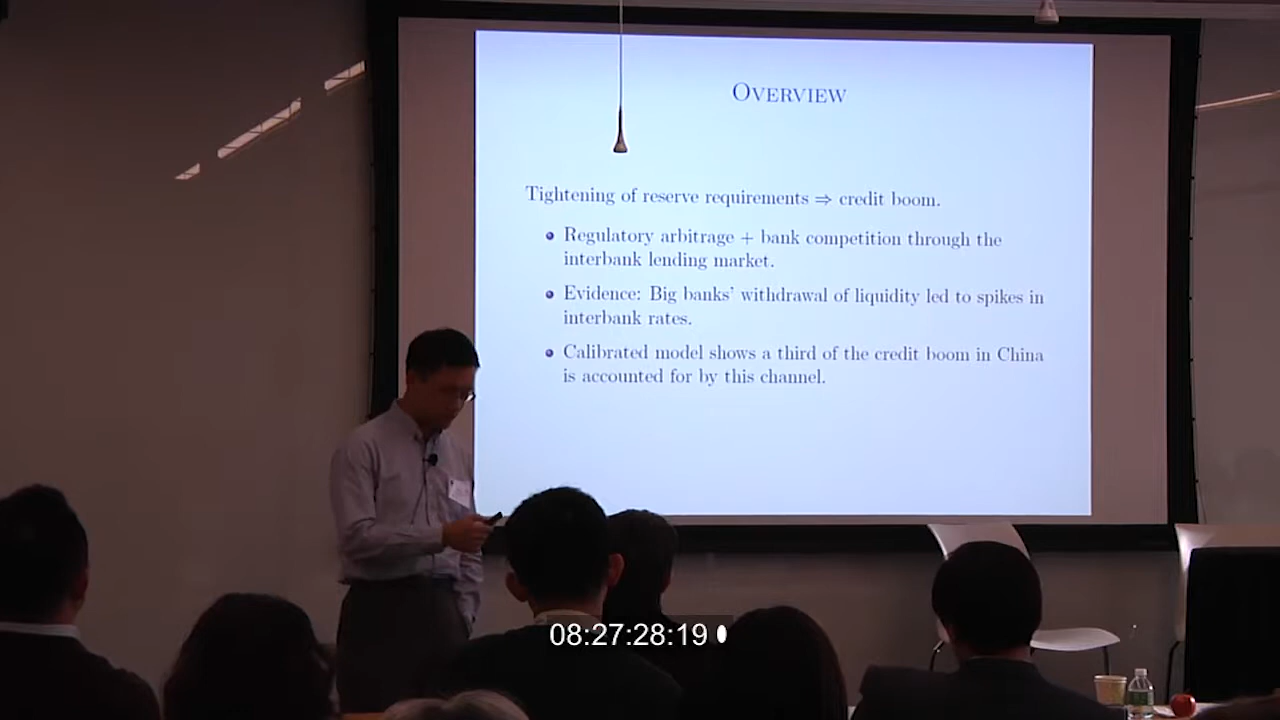 OVERVIEW
Tightening of reserve requirements ⇒ credit boom.
Regulatory arbitrage + bank competition through the
interbank lending market.
Evidence: Big banks' withdrawal of liquidity led to spikes in
interbank rates.
Calibrated model shows a third of the credit boom in China
is accounted for by this channel.
08:27:28:19